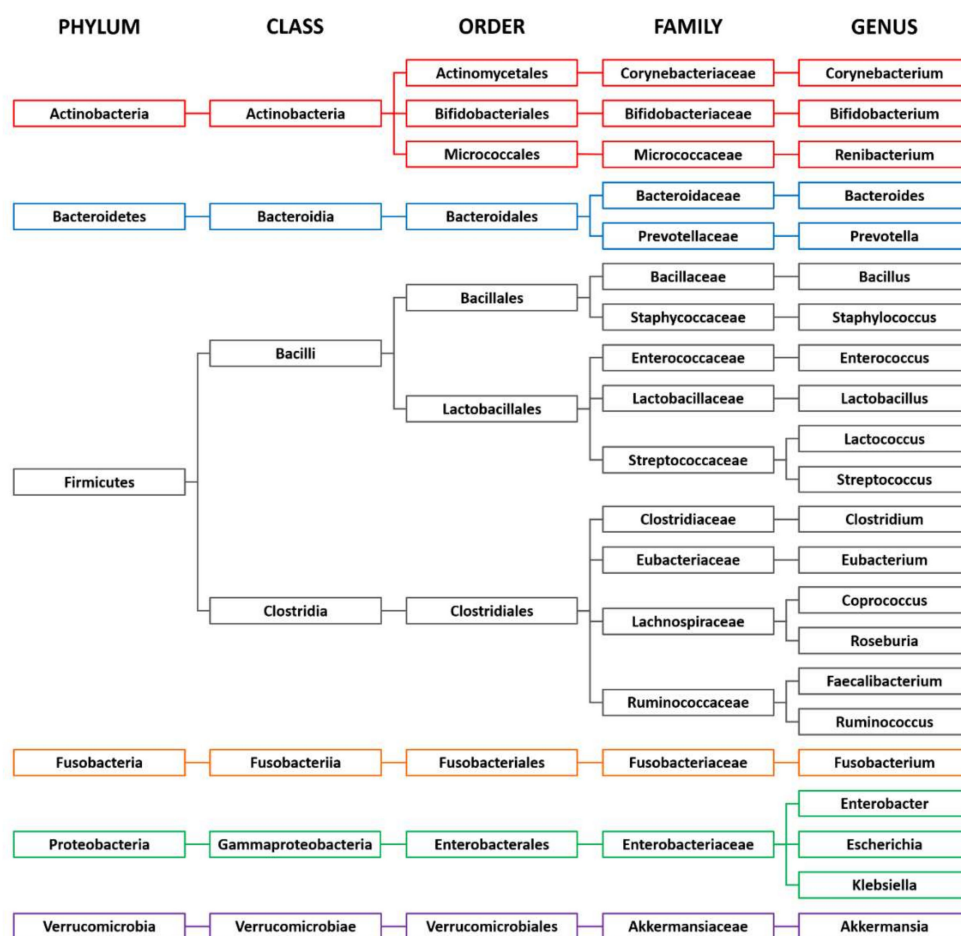 PHYLUM CLASS ORDER FAMILY GENUS
Actinomycetales Corynebacteriaceae Corynebacterium
Actinobacteria Actinobacteria Bifidobacteriales Bifidobacteriaceae Bifidobacterium
Micrococcales Micrococcaceae Renibacterium
Bacteroidaceae Bacteroides
Bacteroidetes Bacteroidia Bacteroidales
Prevotellaceae Prevotella
Bacillaceae Bacillus
Bacillales
Staphycoccaceae Staphylococcus
Bacilli
Enterococcaceae Enterococcus
Lactobacillaceae Lactobacillus
Lactobacillales
Lactococcus
Streptococcaceae
Streptococcus
Firmicutes
Clostridiaceae Clostridium
Eubacteriaceae Eubacterium
Coprococcus
Clostridia Clostridiales
Lachnospiraceae
Roseburia
Faecalibacterium
Ruminococcaceae
Ruminococcus
Fusobacteria Fusobacteriia Fusobacteriales Fusobacteriaceae Fusobacterium
Enterobacter
Proteobacteria Gammaproteobacteria Enterobacterales Enterobacteriaceae Escherichia
Klebsiella
Verrucomicrobia Verrucomicrobiae Verrucomicrobiales Akkermansiaceae Akkermansia